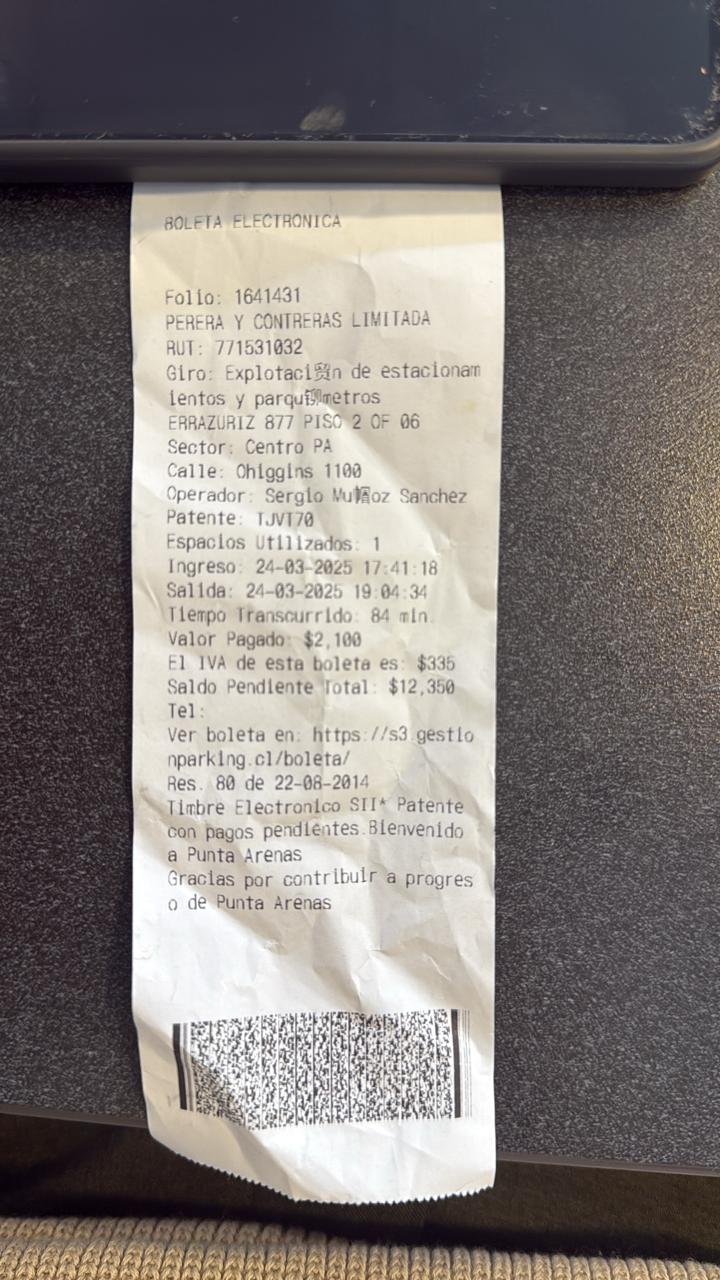 BOLETA ELECTRONICA
Folio: 1641431
PERERA Y CONTRERAS LIMITADA
RUT: 771531032
Giro: Explotaci贸n de estacionam
ientos y parqu铆metros
ERRAZURIZ 877 PISO 2 OF 06
Sector: Centro PA
Calle: Ohiggins 1100
Operador: Sergio Mu帽oz Sanchez
Patente: TJVT70
Espacios Utilizados: 1
Ingreso: 24-03-2025 17:41:18
Salida: 24-03-2025 19:04:34
Tiempo Transcurrido: 84 min.
Valor Pagado: $2,100
El IVA de esta boleta es: $335
Saldo Pendiente Total: $12,350
Tel:
Ver boleta en: https://s3.gestio
nparking.cl/boleta/
Res. 80 de 22-08-2014
Timbre Electronico SII* Patente
con pagos pendientes.Bienvenido
a Punta Arenas
Gracias por contribuir a progres
o de Punta Arenas